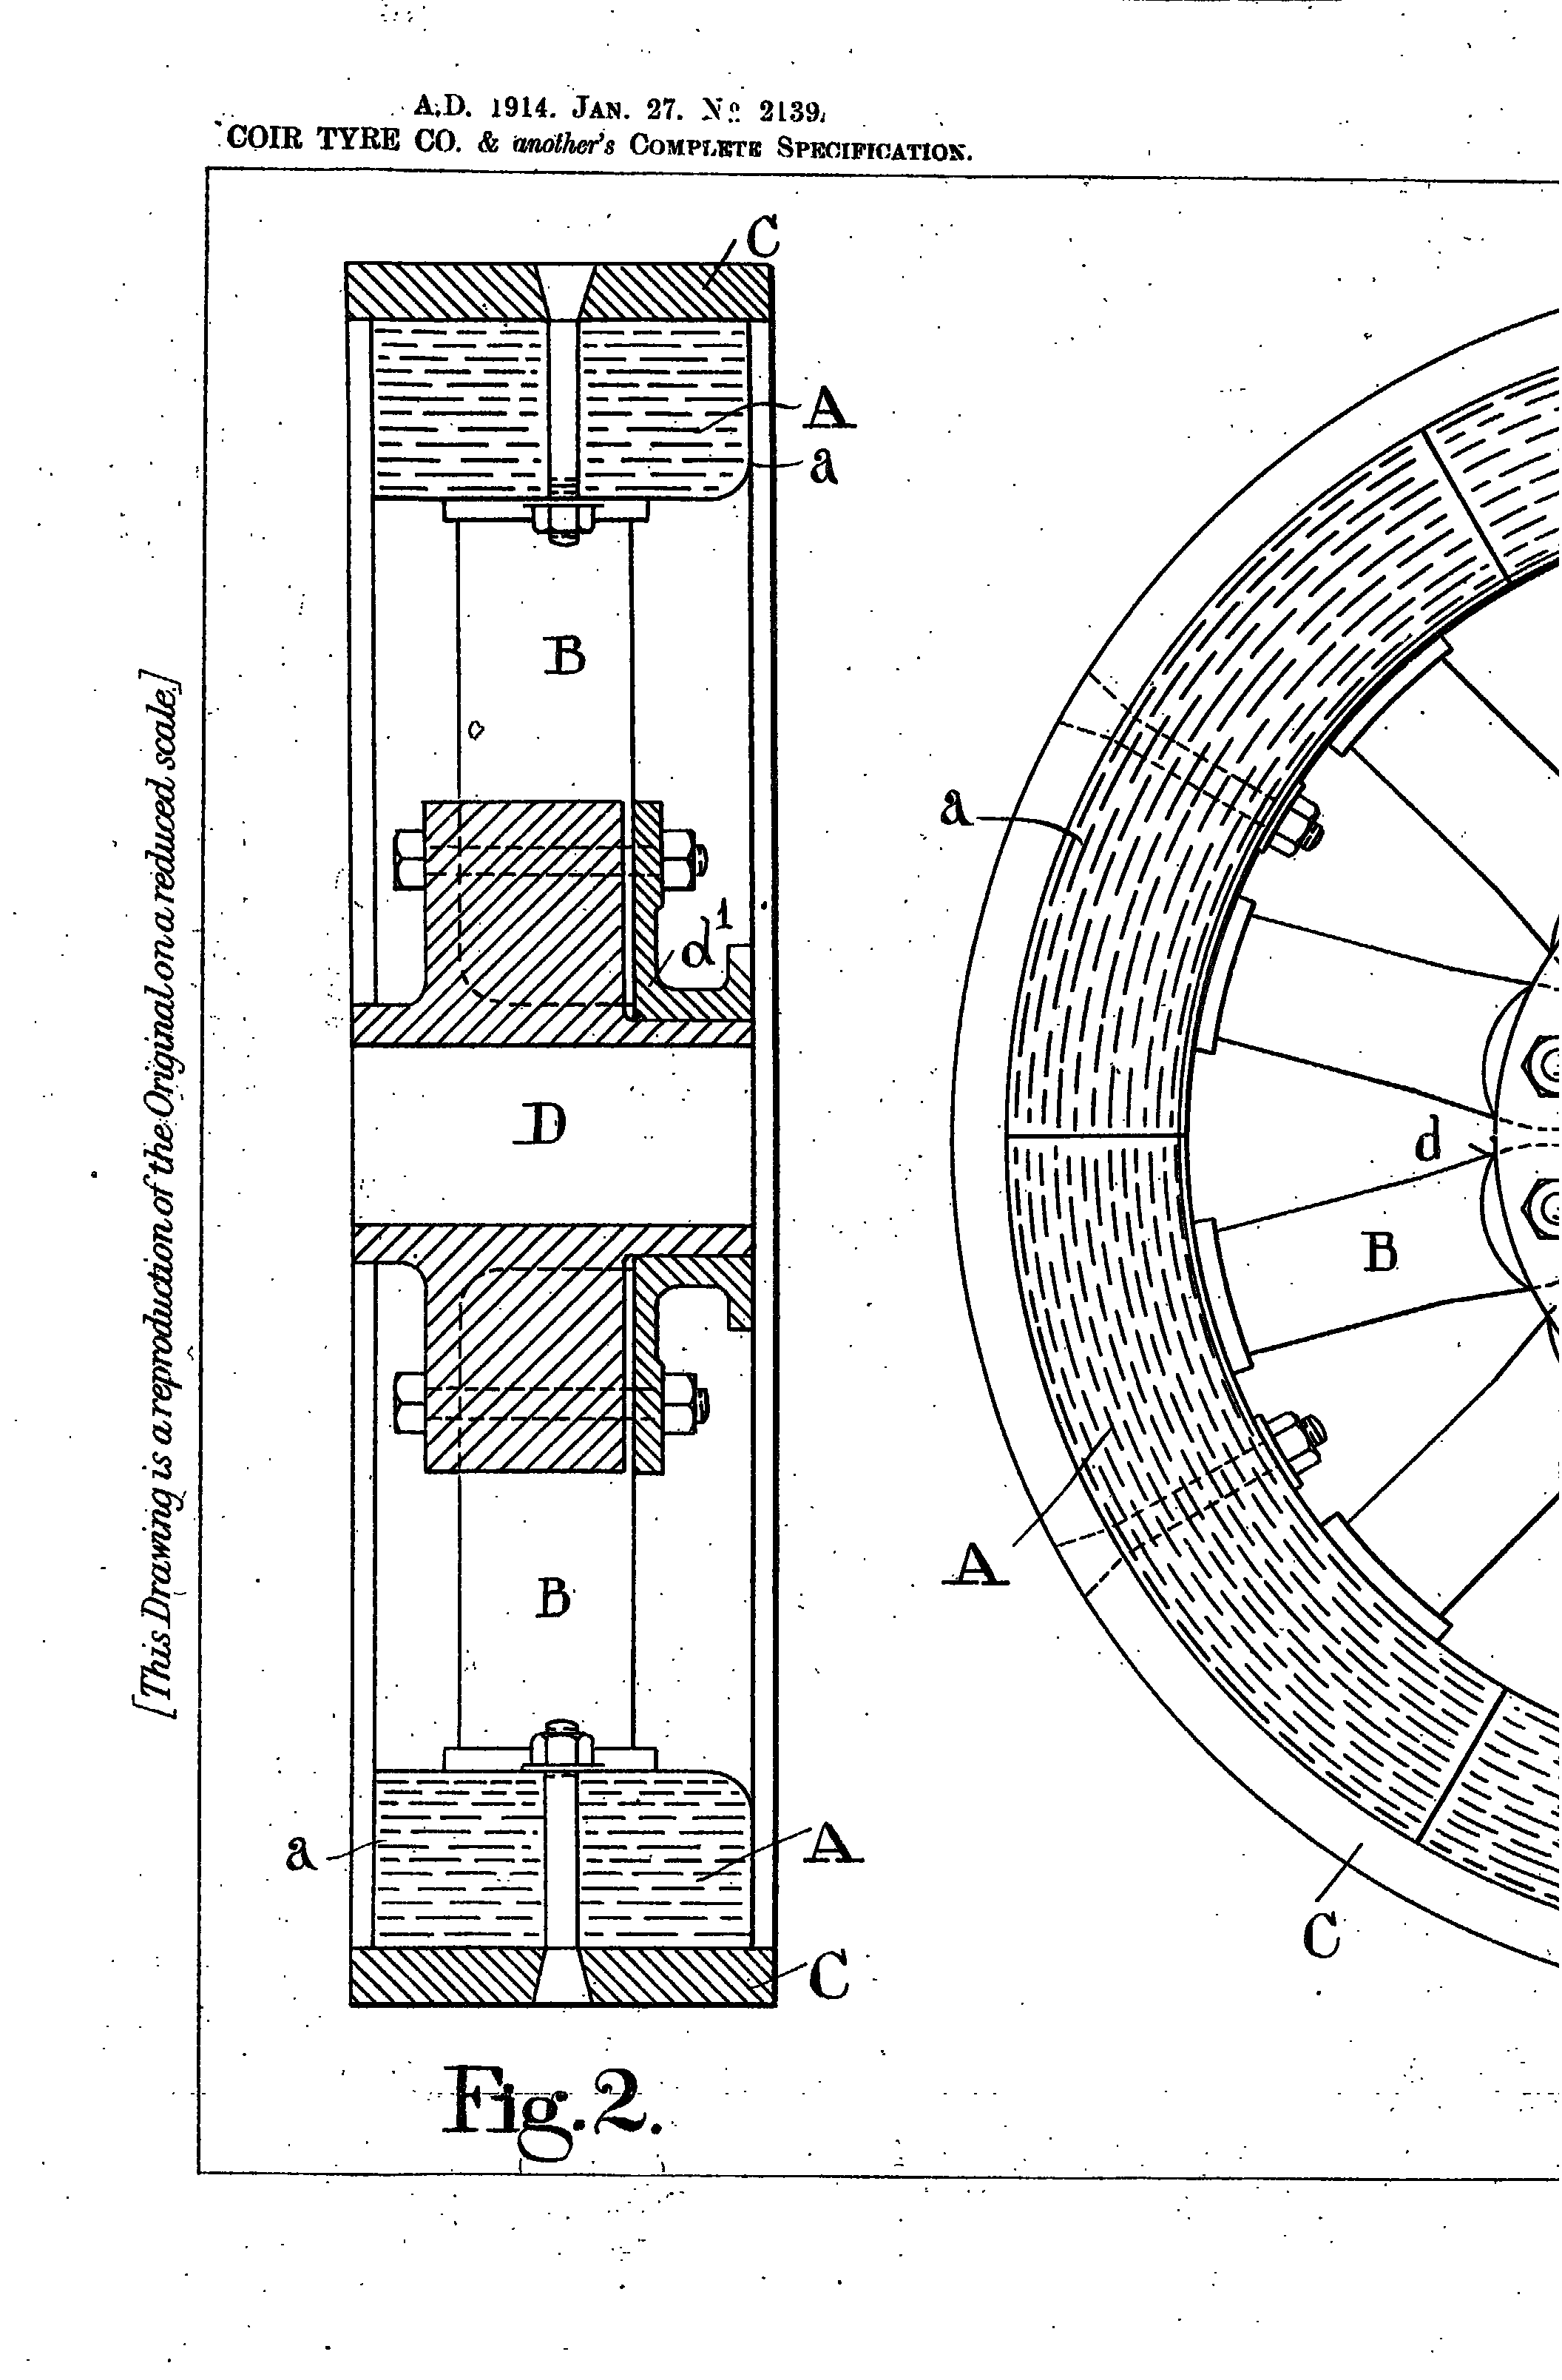 A.D. 1914. JAN. 27. No 2139.
COIR TYRE CO. & another's COMPLETE SPECIFICATION.
[This Drawing is a reproduction of the Original on a reduced scale.]
C
A
a
B
d1
D
B
a
A
C
Fig.2.
a
d
B
A
C